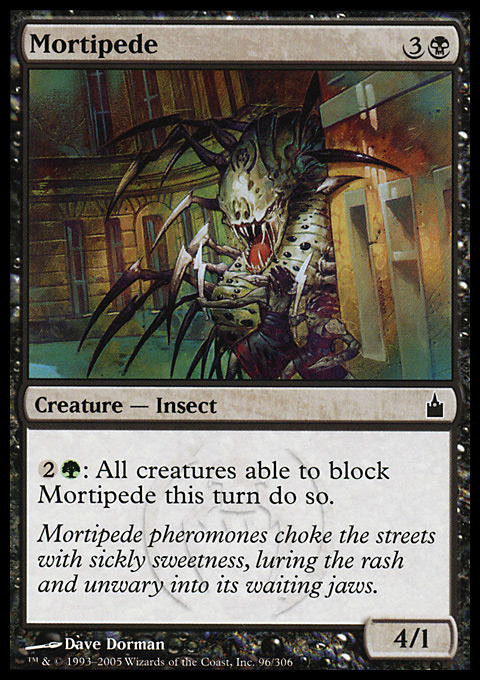 Mortipede 3
Creature — Insect
2: All creatures able to block
Mortipede this turn do so.
Mortipede pheromones choke the streets
with sickly sweetness, luring the rash
and unwary into its waiting jaws.
Dave Dorman
4/1
™ & © 1993–2005 Wizards of the Coast, Inc. 96/306